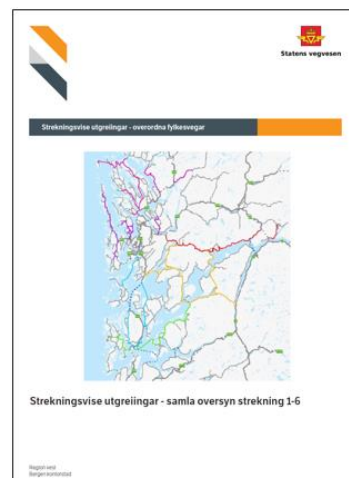 Statens vegvesen
Strekningsvise utgreiingar - overordna fylkesvegar
Strekningsvise utgreiingar - samla oversyn strekning 1-6
Region vest
Bergen kontorstad